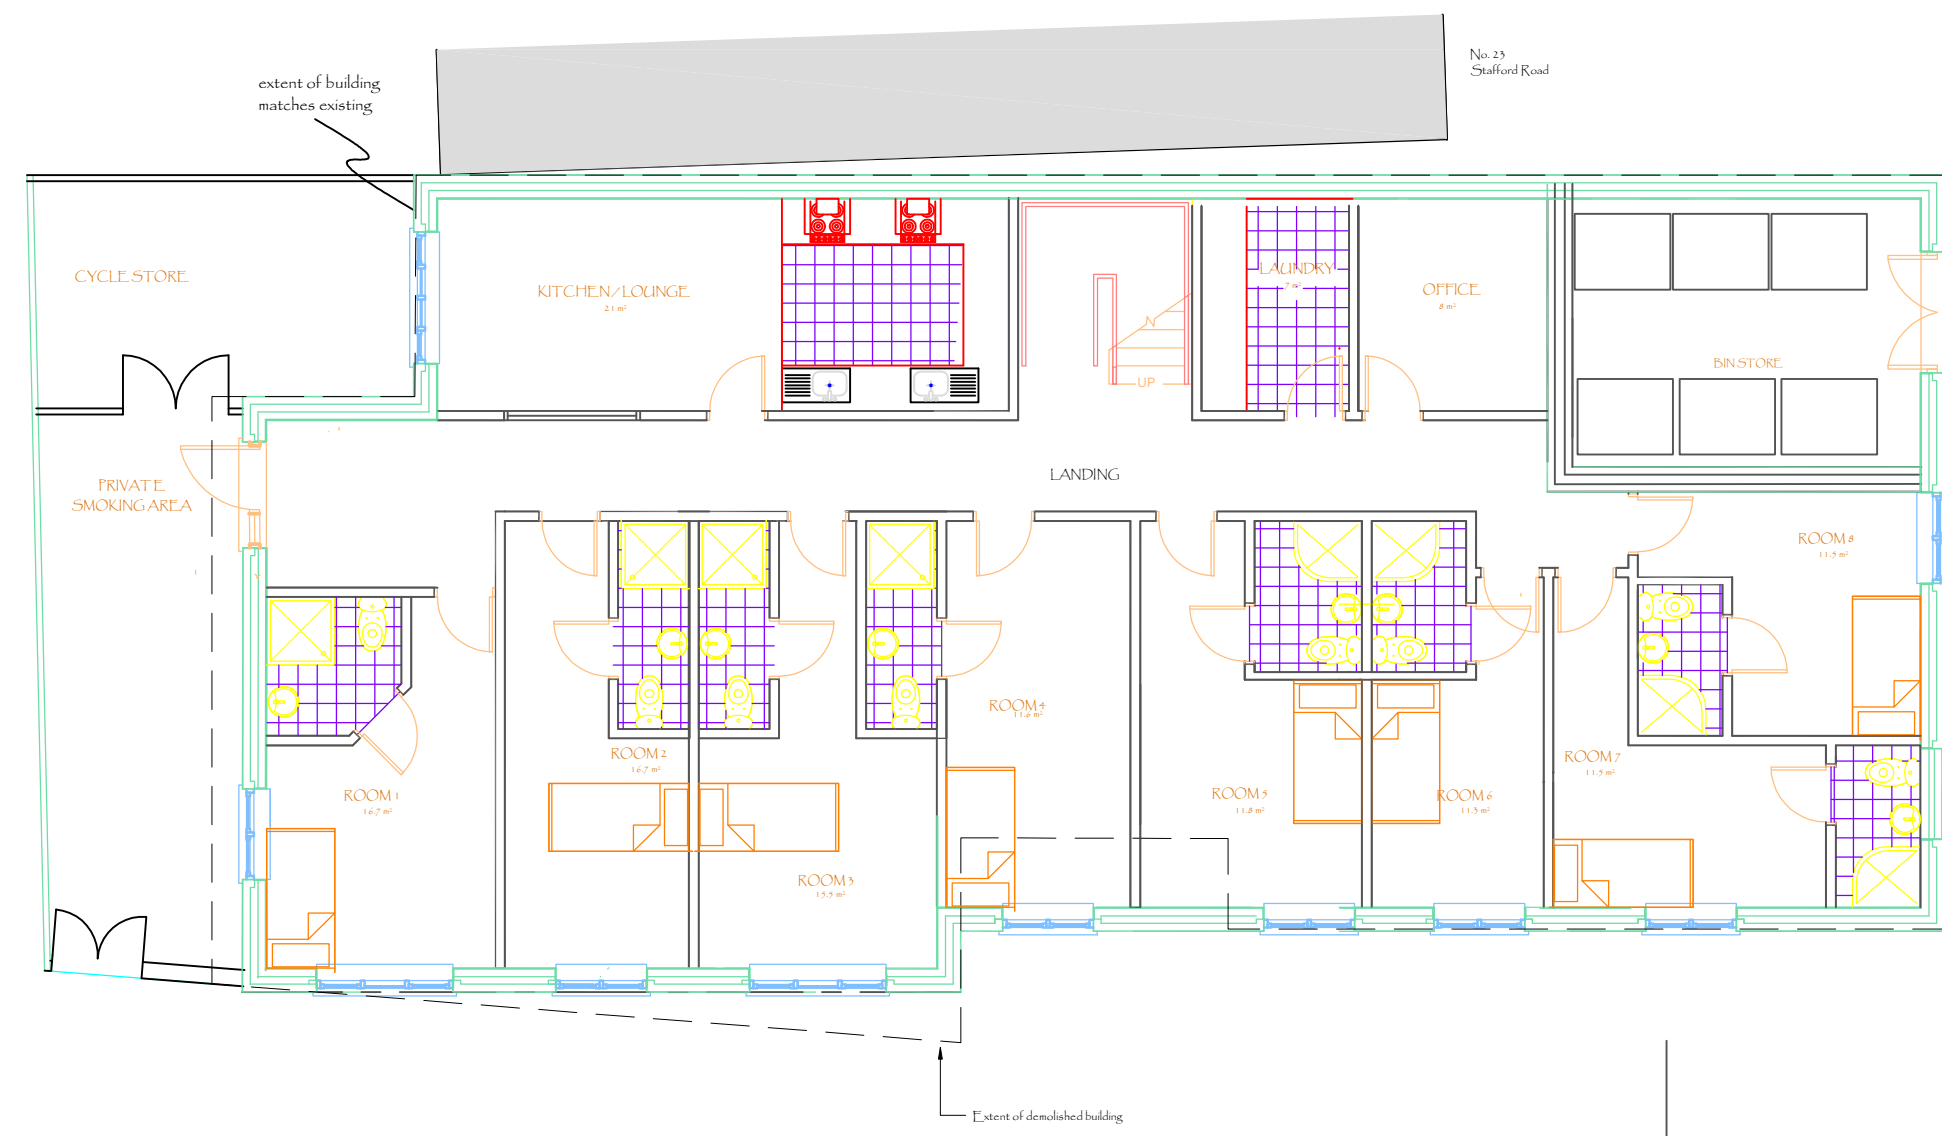 No. 23
Stafford Road
extent of building
matches existing
CYCLE STORE
KITCHEN/LOUNGE
21 m²
LAUNDRY
7 m²
OFFICE
8 m²
BIN STORE
N
UP
PRIVATE
SMOKING AREA
LANDING
ROOM 8
11.5 m²
ROOM 4
11.6 m²
ROOM 2
16.7 m²
ROOM 7
11.5 m²
ROOM 1
16.7 m²
ROOM 5
11.8 m²
ROOM 6
11.3 m²
ROOM 3
15.5 m²
Extent of demolished building